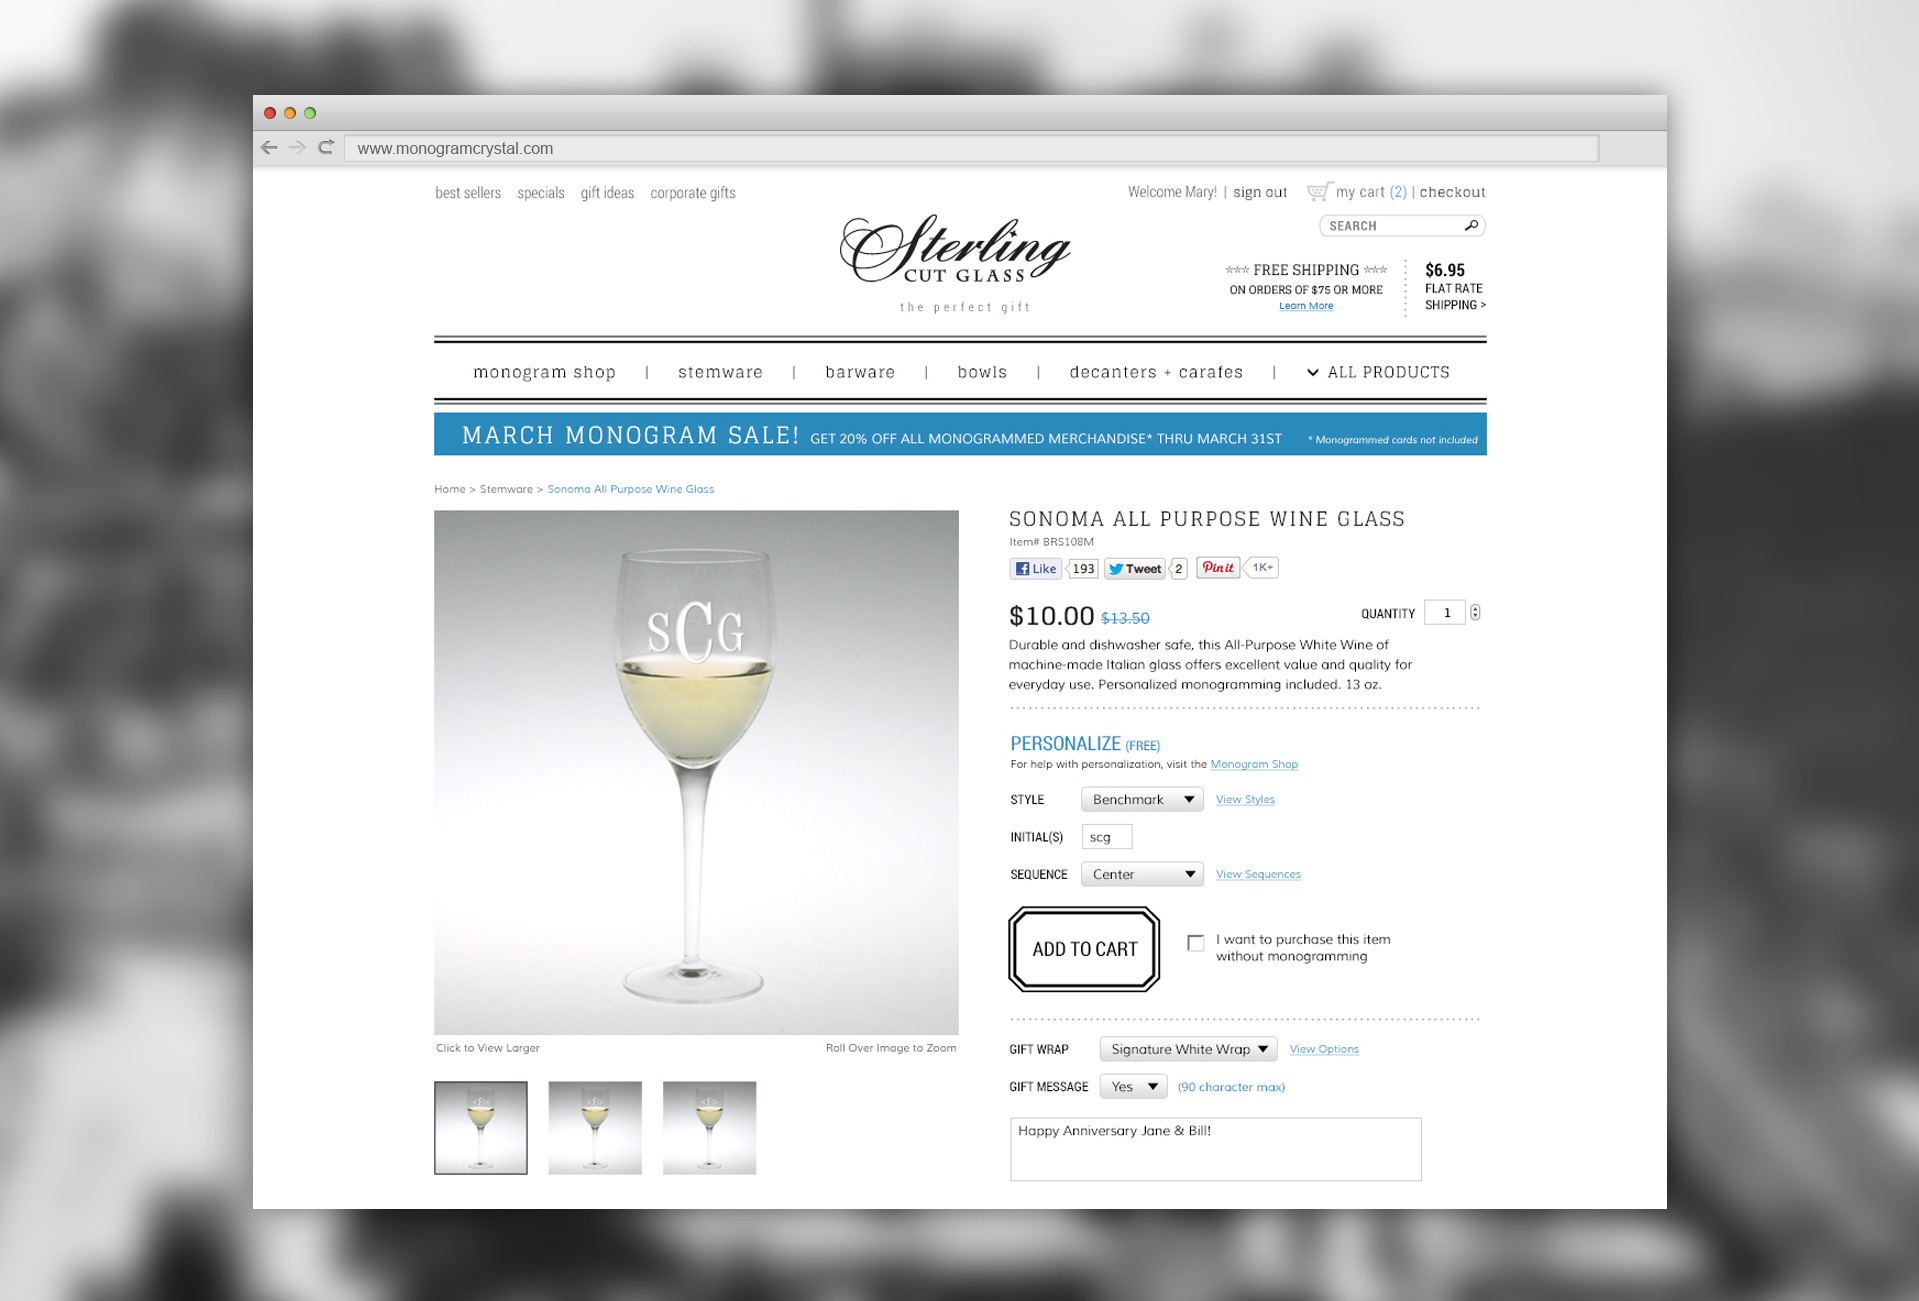 www.monogramcrystal.com
best sellers specials gift ideas corporate gifts
Welcome Mary! | sign out my cart (2) | checkout
SEARCH
Sterling
CUT GLASS
the perfect gift
*** FREE SHIPPING ***
ON ORDERS OF $75 OR MORE
Learn More
$6.95
FLAT RATE
SHIPPING >
monogram shop | stemware | barware | bowls | decanters + carafes | ALL PRODUCTS
MARCH MONOGRAM SALE! GET 20% OFF ALL MONOGRAMMED MERCHANDISE* THRU MARCH 31ST * Monogrammed cards not included
Home > Stemware > Sonoma All Purpose Wine Glass
SCG
Click to View Larger Roll Over Image to Zoom
SONOMA ALL PURPOSE WINE GLASS
Item# BRS108M
Like 193 Tweet 2 Pin it 1K+
$10.00 $13.50 QUANTITY 1
Durable and dishwasher safe, this All-Purpose White Wine of
machine-made Italian glass offers excellent value and quality for
everyday use. Personalized monogramming included. 13 oz.
PERSONALIZE (FREE)
For help with personalization, visit the Monogram Shop
STYLE Benchmark View Styles
INITIAL(S) scg
SEQUENCE Center View Sequences
ADD TO CART
I want to purchase this item
without monogramming
GIFT WRAP Signature White Wrap View Options
GIFT MESSAGE Yes (90 character max)
Happy Anniversary Jane & Bill!